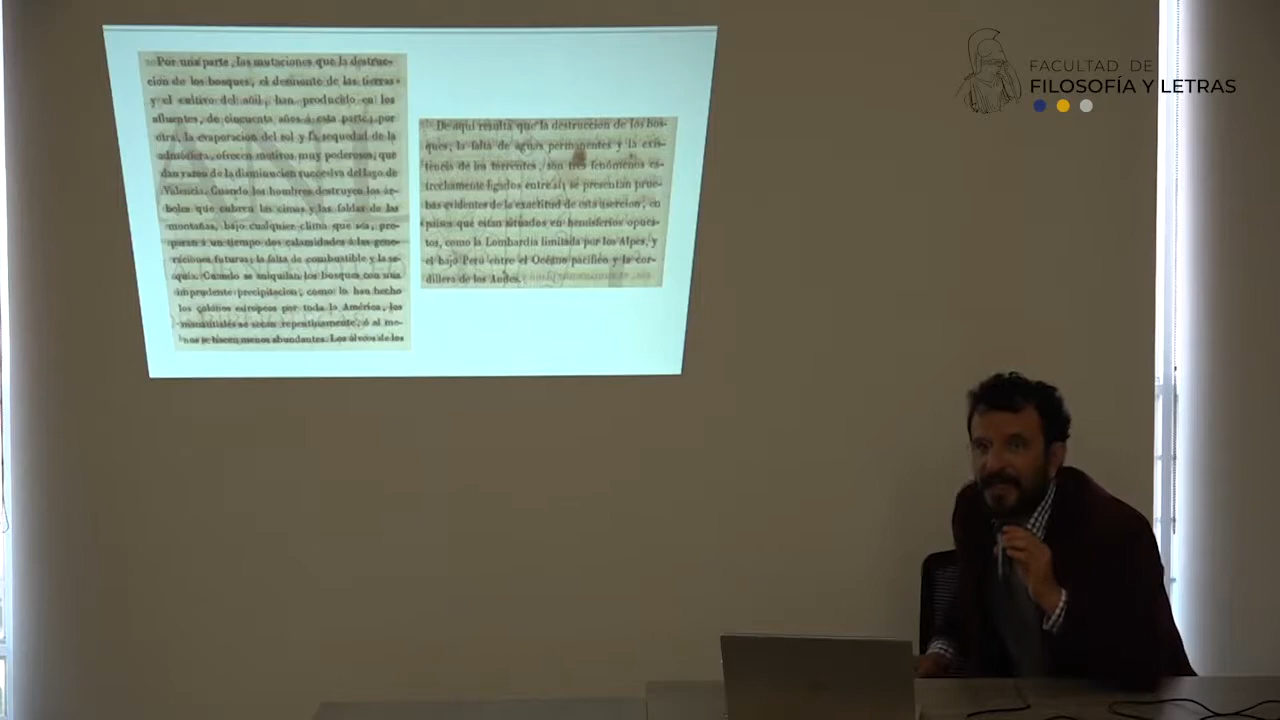 Por una parte, las mutaciones que la destruc-
cion de los bosques, el desmonte de las tierras
y el cultivo del añil, han producido en los
afluentes, de cincuenta años á esta parte; por
otra, la evaporacion del sol y la sequedad de la
atmósfera, ofrecen motivos muy poderosos, que
dan razon de la disminucion succesiva del lago de
Valencia. Cuando los hombres destruyen los ár-
boles que cubren las cimas y las faldas de las
montañas, bajo cualquier clima que sea, pre-
paran á un tiempo dos calamidades á las gene-
raciones futuras; la falta de combustible y la se-
quía. Cuando se aniquilan los bosques con una
imprudente precipitacion, como lo han hecho
los colonos europeos por toda la América, los
manantiales se secan repentinamente, ó al me-
nos se hacen menos abundantes. Los álveos de los
De aquí resulta que la destruccion de los bos-
ques, la falta de aguas permanentes y la exis-
tencia de los torrentes, son tres fenómenos es-
trechamente ligados entre sí; se presentan prue-
bas evidentes de la exactitud de esta asercion, en
paises que estan situados en hemisferios opues-
tos, como la Lombardia limitada por los Alpes, y
el bajo Perú entre el Océano pacífico y la cor-
dillera de los Andes.
FACULTAD DE
FILOSOFÍA Y LETRAS